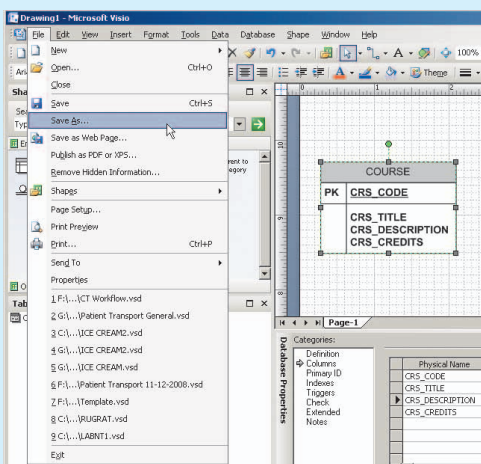 Drawing1 - Microsoft Visio
File Edit View Insert Format Tools Data Database Shape Window Help
New
Open... Ctrl+O
Close
Save Ctrl+S
Save As...
Save as Web Page...
Publish as PDF or XPS...
Remove Hidden Information...
Shapes
Page Setup...
Print Preview
Print... Ctrl+P
Send To
Properties
1 F:\...\CT Workflow.vsd
2 G:\...\Patient Transport General.vsd
3 C:\...\ICE CREAM2.vsd
4 G:\...\ICE CREAM2.vsd
5 G:\...\ICE CREAM.vsd
6 F:\...\Patient Transport 11-12-2008.vsd
7 F:\...\Template.vsd
8 C:\...\RUGRAT.vsd
9 C:\...\LABNT1.vsd
Exit
100%
Theme
0 1 2
COURSE
PK CRS_CODE
CRS_TITLE
CRS_DESCRIPTION
CRS_CREDITS
Page-1
Database Properties
Categories:
Definition
Columns
Primary ID
Indexes
Triggers
Check
Extended
Notes
Physical Name
CRS_CODE
CRS_TITLE
CRS_DESCRIPTION
CRS_CREDITS